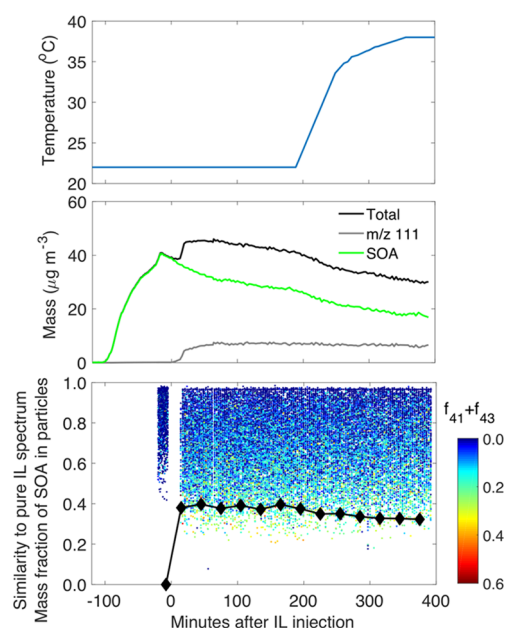 40
35
30
25
20
Temperature (°C)
60
40
20
0
Mass (μg m⁻³)
Total
m/z 111
SOA
1.0
0.8
0.6
0.4
0.2
0.0
Similarity to pure IL spectrum
Mass fraction of SOA in particles
-100 0 100 200 300 400
Minutes after IL injection
f₄₁+f₄₃
0.0
0.2
0.4
0.6